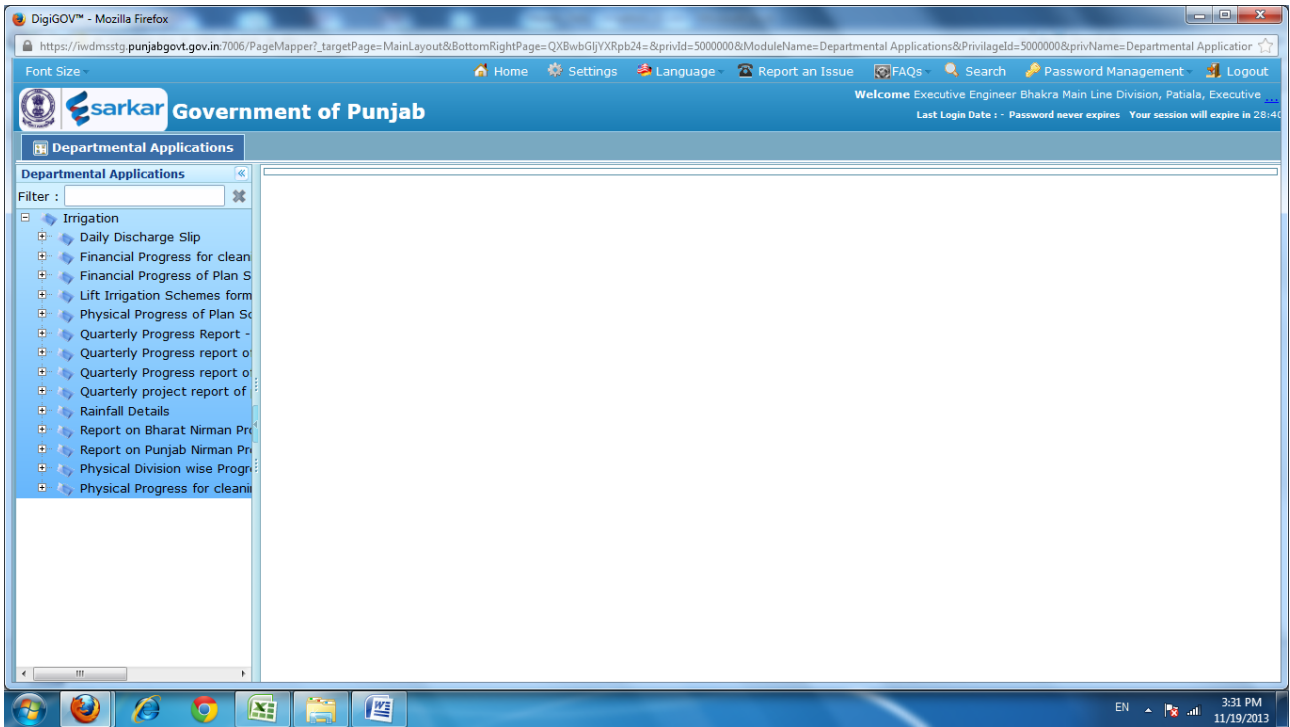 DigiGOV™ - Mozilla Firefox
https://iwdmsstg.punjabgovt.gov.in:7006/PageMapper?_targetPage=MainLayout&BottomRightPage=QXBwbGljYXRpb24=&privId=5000000&ModuleName=Departmental Applications&PrivilageId=5000000&privName=Departmental Applicatior
Font Size Home Settings Language Report an Issue FAQs Search Password Management Logout
Welcome Executive Engineer Bhakra Main Line Division, Patiala, Executive ...
esarkar Government of Punjab
Last Login Date : - Password never expires Your session will expire in 28:40
Departmental Applications
Departmental Applications
Filter :
Irrigation
Daily Discharge Slip
Financial Progress for clean
Financial Progress of Plan S
Lift Irrigation Schemes form
Physical Progress of Plan Sc
Quarterly Progress Report -
Quarterly Progress report o
Quarterly Progress report o
Quarterly project report of
Rainfall Details
Report on Bharat Nirman Pro
Report on Punjab Nirman Pr
Physical Division wise Progr
Physical Progress for cleani
EN 3:31 PM
11/19/2013